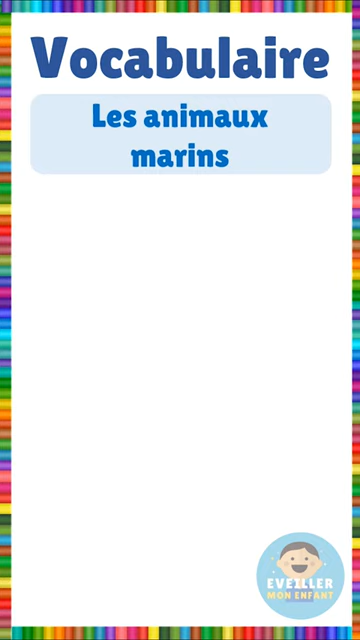 Vocabulaire
Les animaux
marins
EVEILLER
MON ENFANT